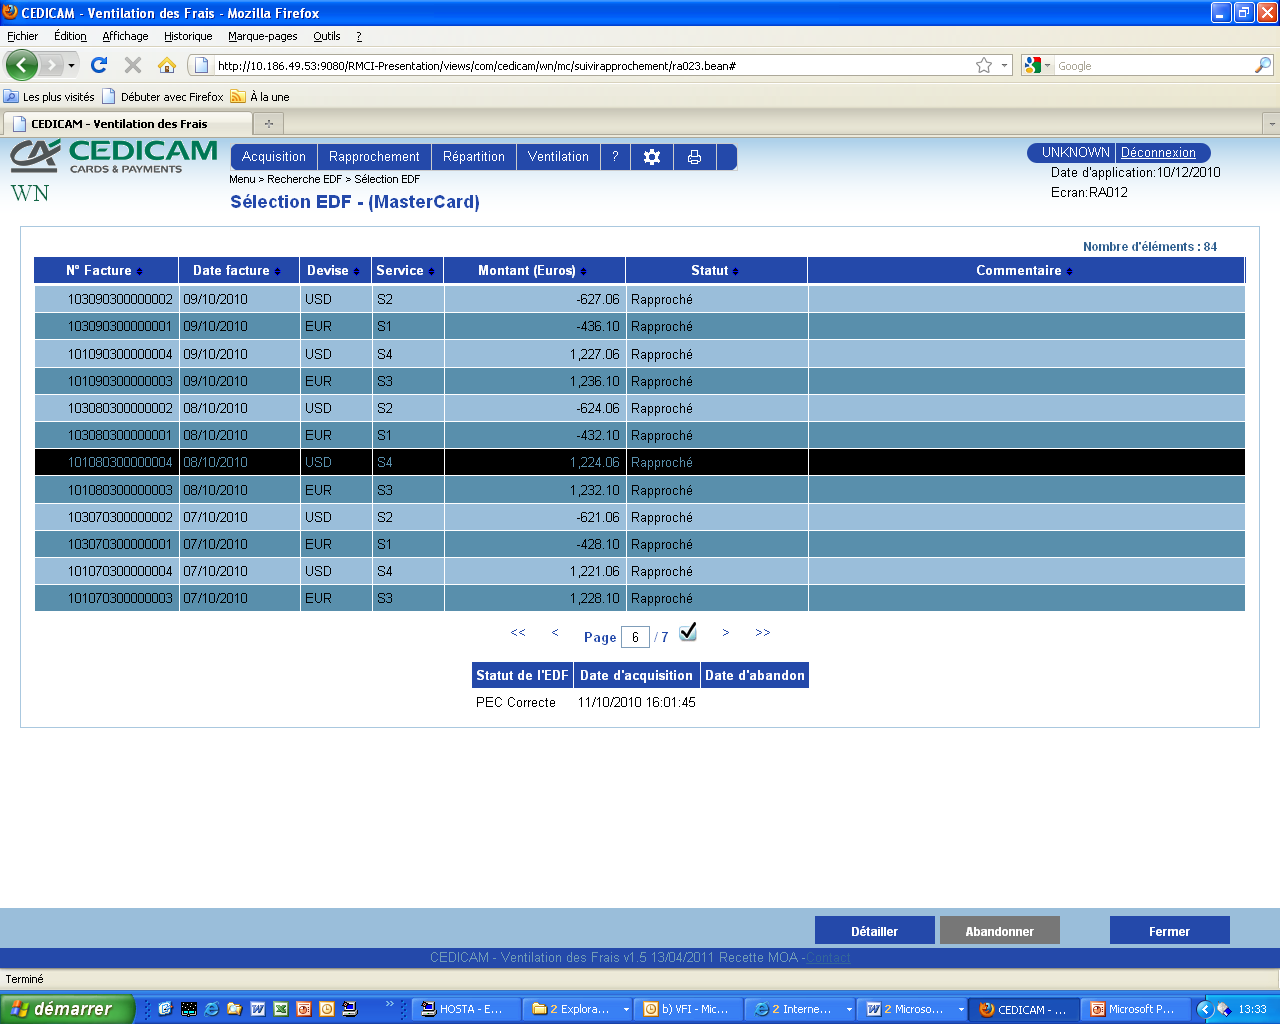 CEDICAM - Ventilation des Frais - Mozilla Firefox
Fichier Édition Affichage Historique Marque-pages Outils ?
http://10.186.49.53:9080/RMCI-Presentation/views/com/cedicam/wn/mc/suivirapprochement/ra023.bean# Google
Les plus visités Débuter avec Firefox À la une
CEDICAM - Ventilation des Frais
CA CEDICAM
CARDS & PAYMENTS
WN
Acquisition Rapprochement Répartition Ventilation ?
UNKNOWN Déconnexion
Menu > Recherche EDF > Sélection EDF
Date d'application:10/12/2010
Sélection EDF - (MasterCard)
Ecran:RA012
Nombre d'éléments : 84
N° Facture Date facture Devise Service Montant (Euros) Statut Commentaire
103090300000002 09/10/2010 USD S2 -627.06 Rapproché
103090300000001 09/10/2010 EUR S1 -436.10 Rapproché
101090300000004 09/10/2010 USD S4 1,227.06 Rapproché
101090300000003 09/10/2010 EUR S3 1,236.10 Rapproché
103080300000002 08/10/2010 USD S2 -624.06 Rapproché
103080300000001 08/10/2010 EUR S1 -432.10 Rapproché
101080300000004 08/10/2010 USD S4 1,224.06 Rapproché
101080300000003 08/10/2010 EUR S3 1,232.10 Rapproché
103070300000002 07/10/2010 USD S2 -621.06 Rapproché
103070300000001 07/10/2010 EUR S1 -428.10 Rapproché
101070300000004 07/10/2010 USD S4 1,221.06 Rapproché
101070300000003 07/10/2010 EUR S3 1,228.10 Rapproché
<< < Page 6 / 7 > >>
Statut de l'EDF Date d'acquisition Date d'abandon
PEC Correcte 11/10/2010 16:01:45
Détailler Abandonner Fermer
CEDICAM - Ventilation des Frais v1.5 13/04/2011 Recette MOA -Contact
Terminé
démarrer » HOSTA - E... 2 Explora... b) VFI - Mic... 2 Interne... 2 Microso... CEDICAM - ... Microsoft P... 13:33